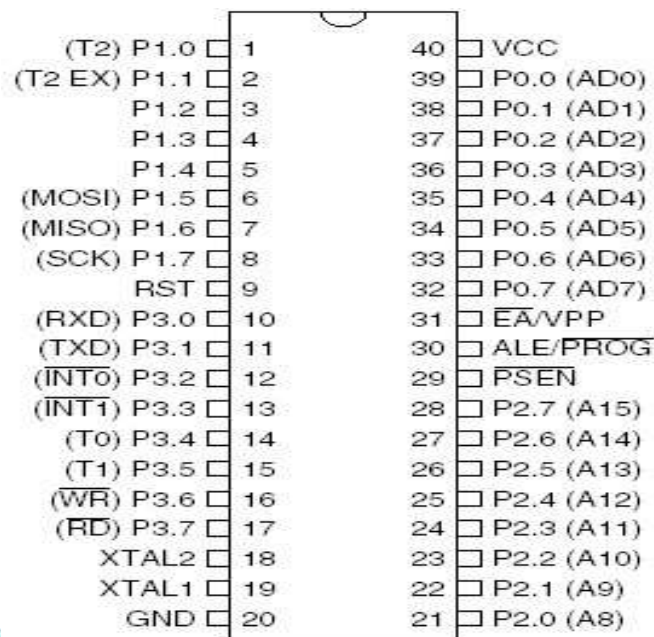 (T2) P1.0 1 40 VCC
(T2 EX) P1.1 2 39 P0.0 (AD0)
P1.2 3 38 P0.1 (AD1)
P1.3 4 37 P0.2 (AD2)
P1.4 5 36 P0.3 (AD3)
(MOSI) P1.5 6 35 P0.4 (AD4)
(MISO) P1.6 7 34 P0.5 (AD5)
(SCK) P1.7 8 33 P0.6 (AD6)
RST 9 32 P0.7 (AD7)
(RXD) P3.0 10 31 E̅A̅/VPP
(TXD) P3.1 11 30 ALE/P̅R̅O̅G̅
(I̅N̅T̅0̅) P3.2 12 29 P̅S̅E̅N̅
(I̅N̅T̅1̅) P3.3 13 28 P2.7 (A15)
(T0) P3.4 14 27 P2.6 (A14)
(T1) P3.5 15 26 P2.5 (A13)
(W̅R̅) P3.6 16 25 P2.4 (A12)
(R̅D̅) P3.7 17 24 P2.3 (A11)
XTAL2 18 23 P2.2 (A10)
XTAL1 19 22 P2.1 (A9)
GND 20 21 P2.0 (A8)